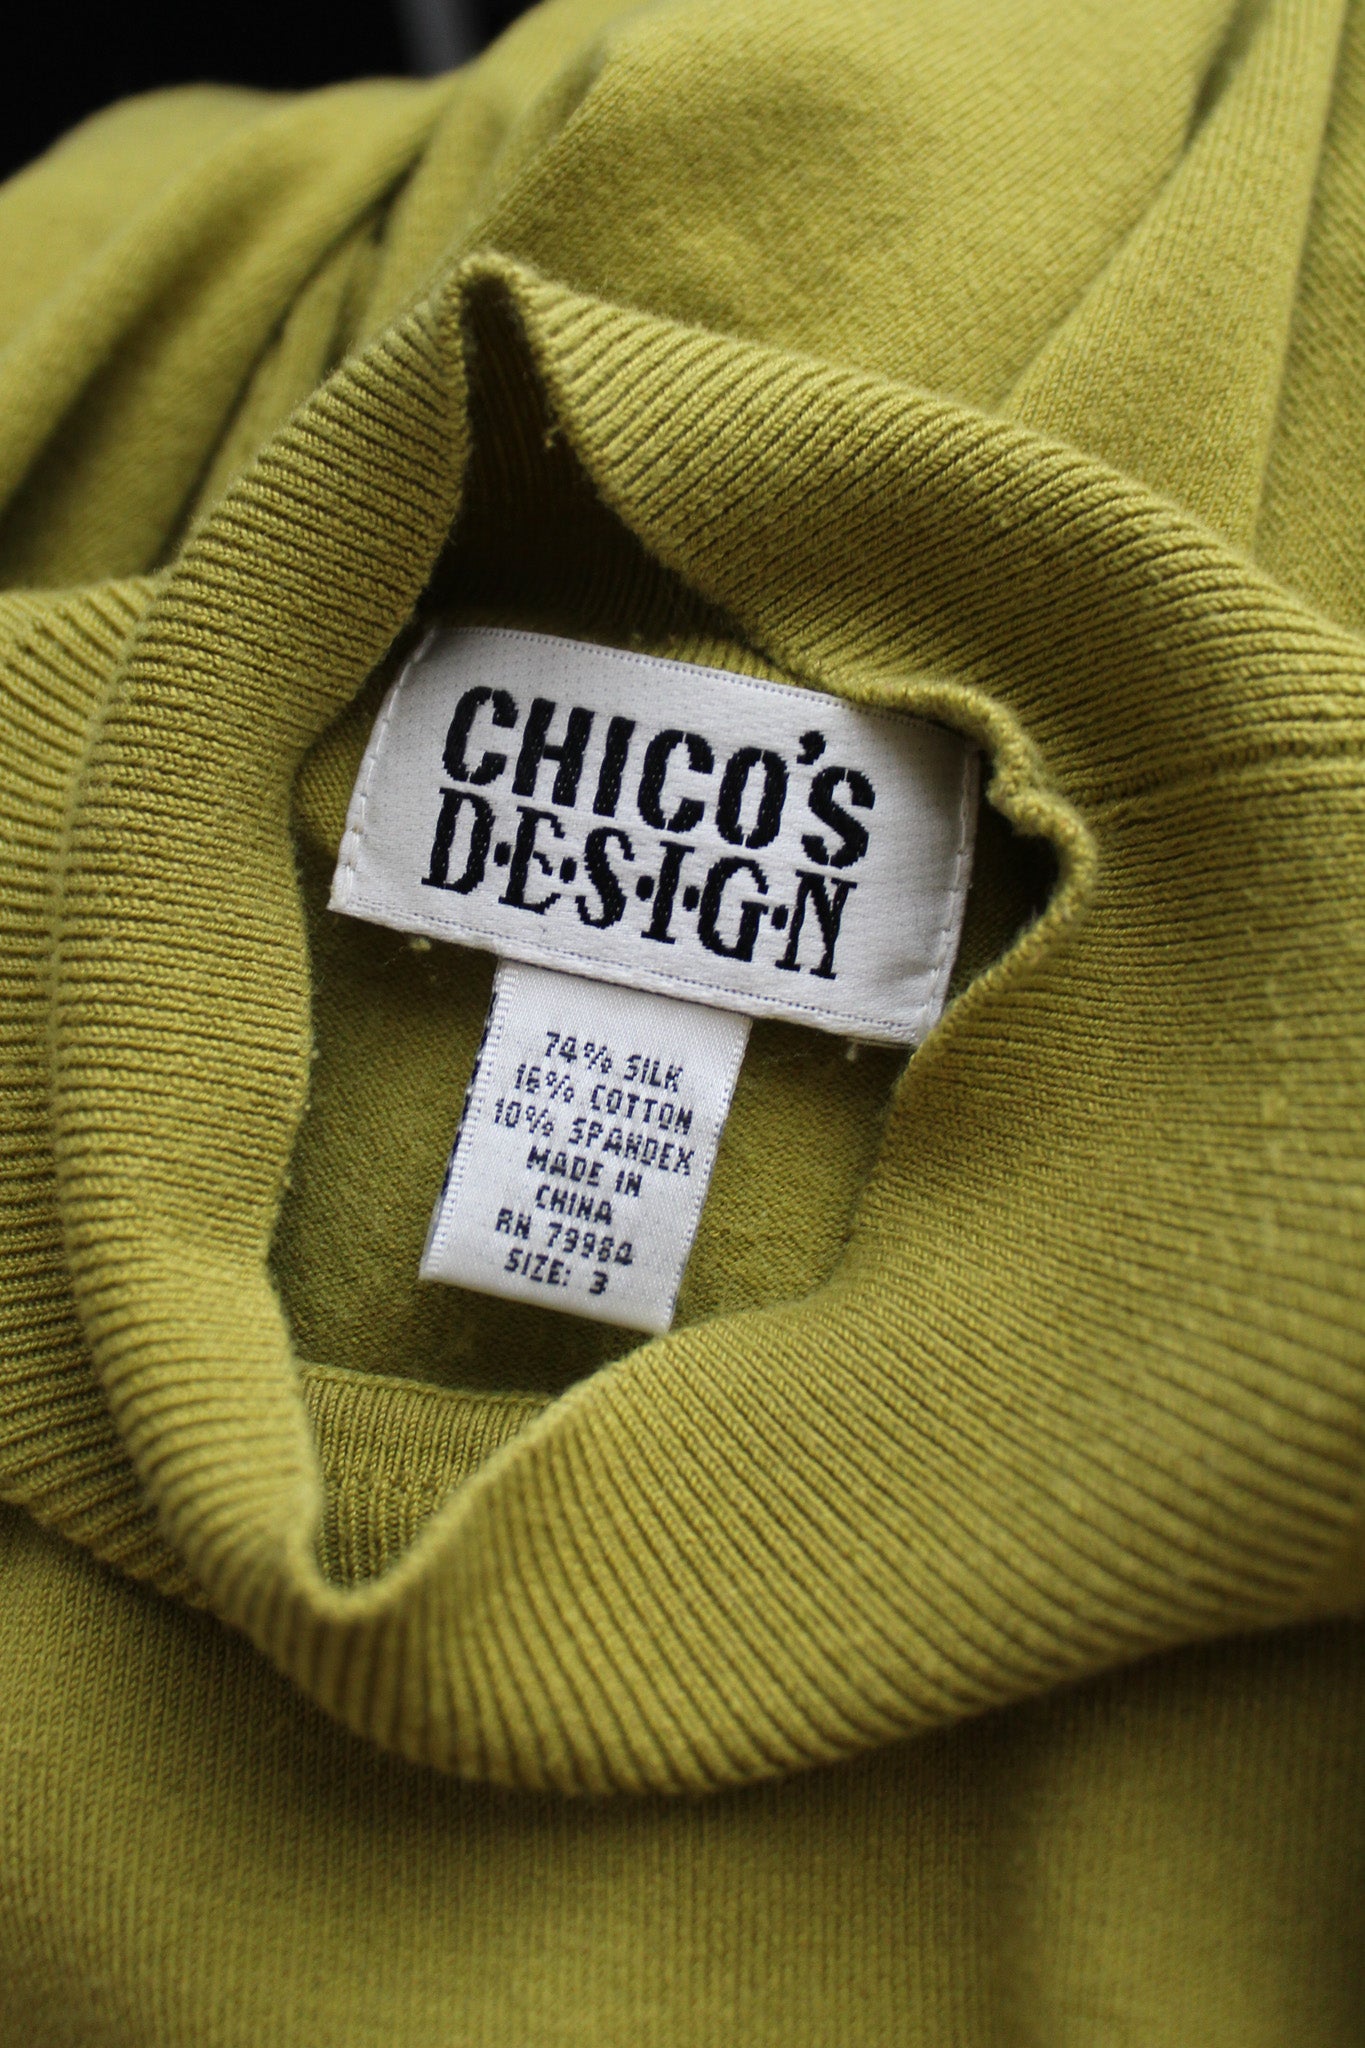 CHICO'S
D·E·S·I·G·N
74% SILK
16% COTTON
10% SPANDEX
MADE IN
CHINA
RN 79984
SIZE: 3